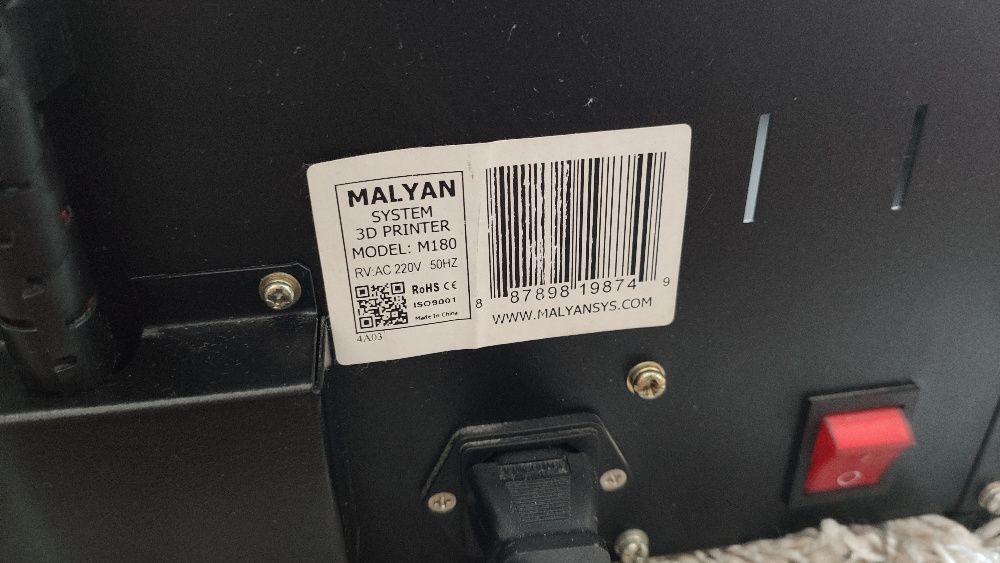 MALYAN
SYSTEM
3D PRINTER
MODEL: M180
RV:AC 220V 50HZ
RoHS CE
ISO9001
Made In China
4A03
8 87898 19874 9
WWW.MALYANSYS.COM